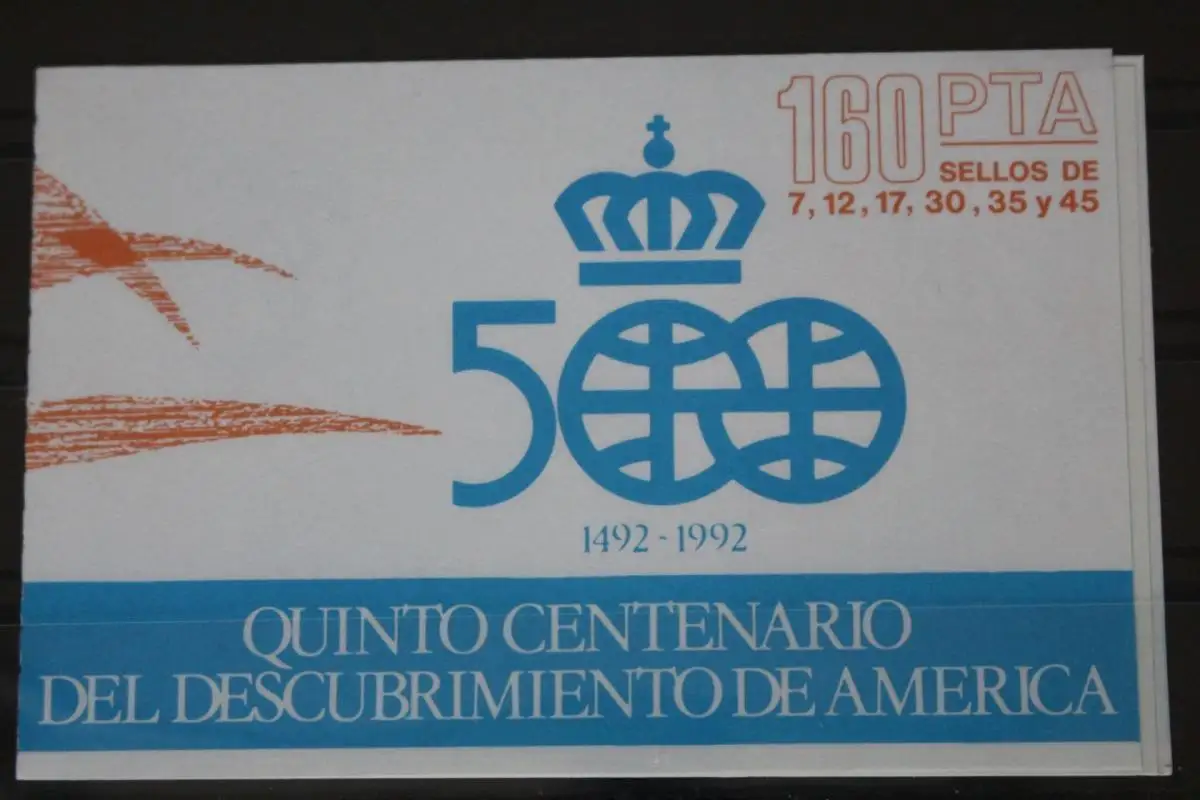 160 PTA
SELLOS DE
7, 12, 17, 30, 35 y 45
500
1492 - 1992
QUINTO CENTENARIO
DEL DESCUBRIMIENTO DE AMERICA